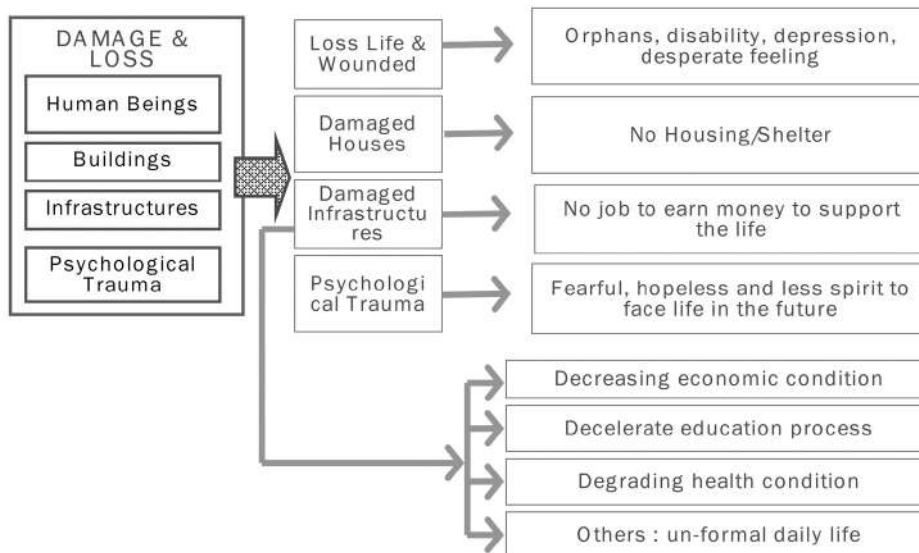 DAMAGE &
LOSS
Human Beings
Buildings
Infrastructures
Psychological
Trauma
Loss Life &
Wounded
Orphans, disability, depression,
desperate feeling
Damaged
Houses
No Housing/Shelter
Damaged
Infrastructu
res
No job to earn money to support
the life
Psychologi
cal Trauma
Fearful, hopeless and less spirit to
face life in the future
Decreasing economic condition
Decelerate education process
Degrading health condition
Others : un-formal daily life